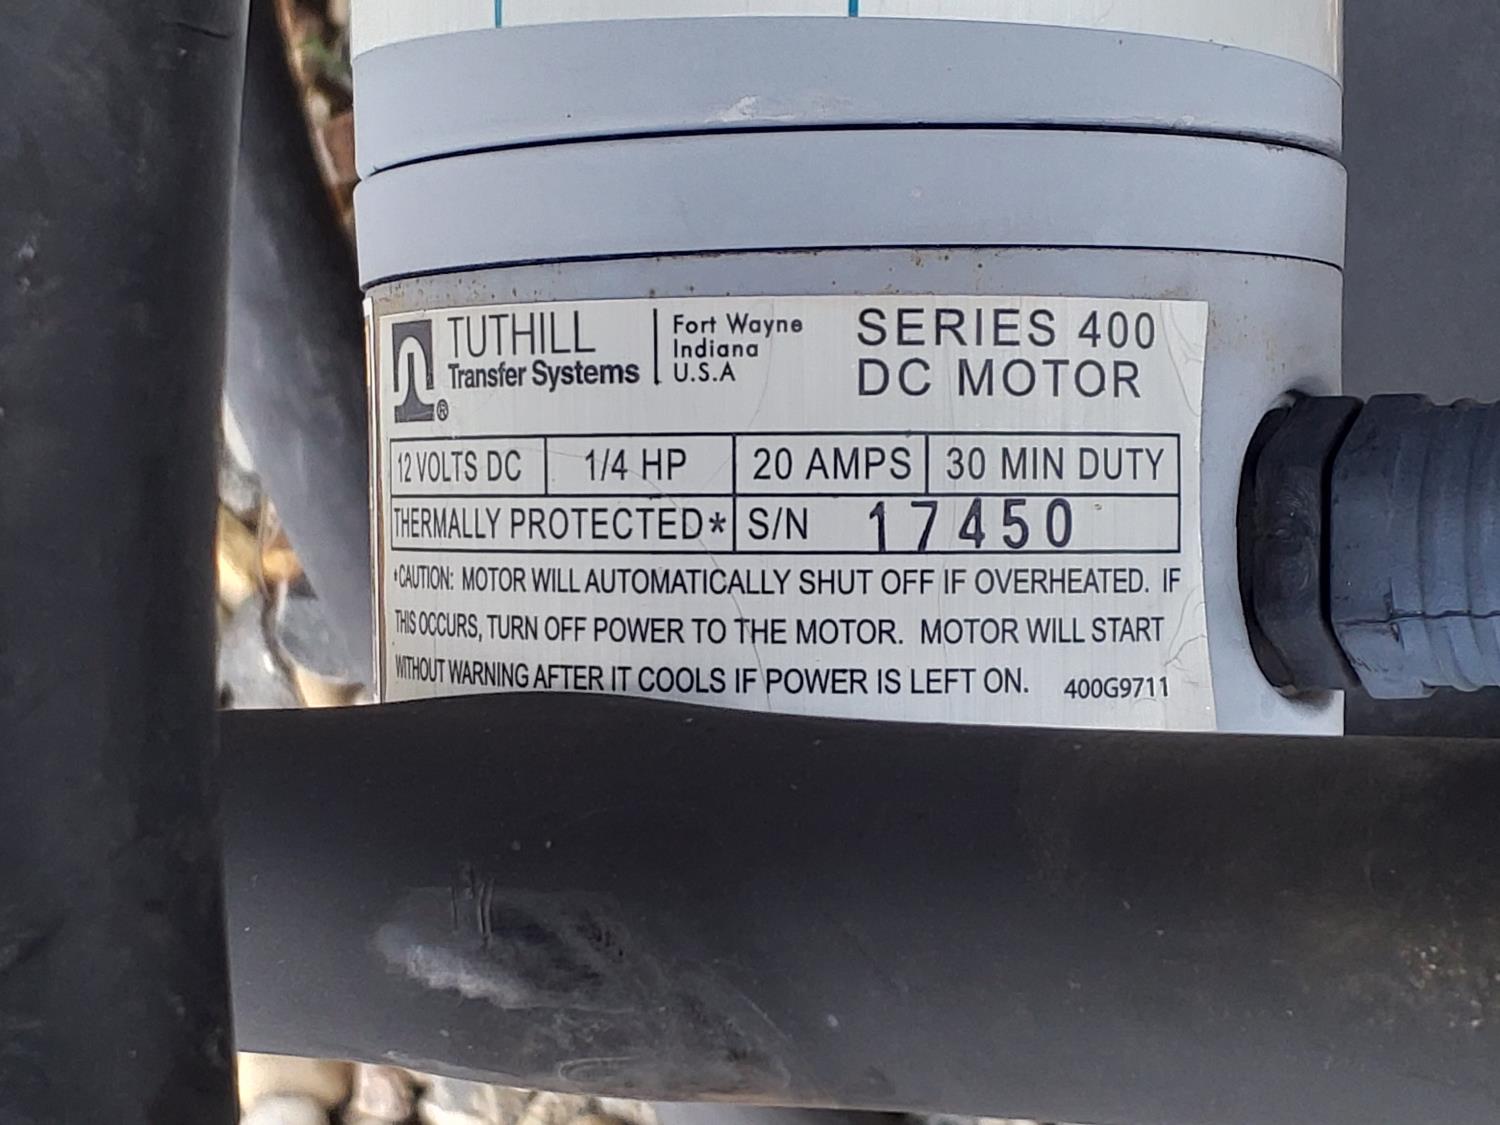 TUTHILL
Transfer Systems
®
Fort Wayne
Indiana
U.S.A
SERIES 400
DC MOTOR
12 VOLTS DC 1/4 HP 20 AMPS 30 MIN DUTY
THERMALLY PROTECTED* S/N 17450
*CAUTION: MOTOR WILL AUTOMATICALLY SHUT OFF IF OVERHEATED. IF
THIS OCCURS, TURN OFF POWER TO THE MOTOR. MOTOR WILL START
WITHOUT WARNING AFTER IT COOLS IF POWER IS LEFT ON. 400G9711